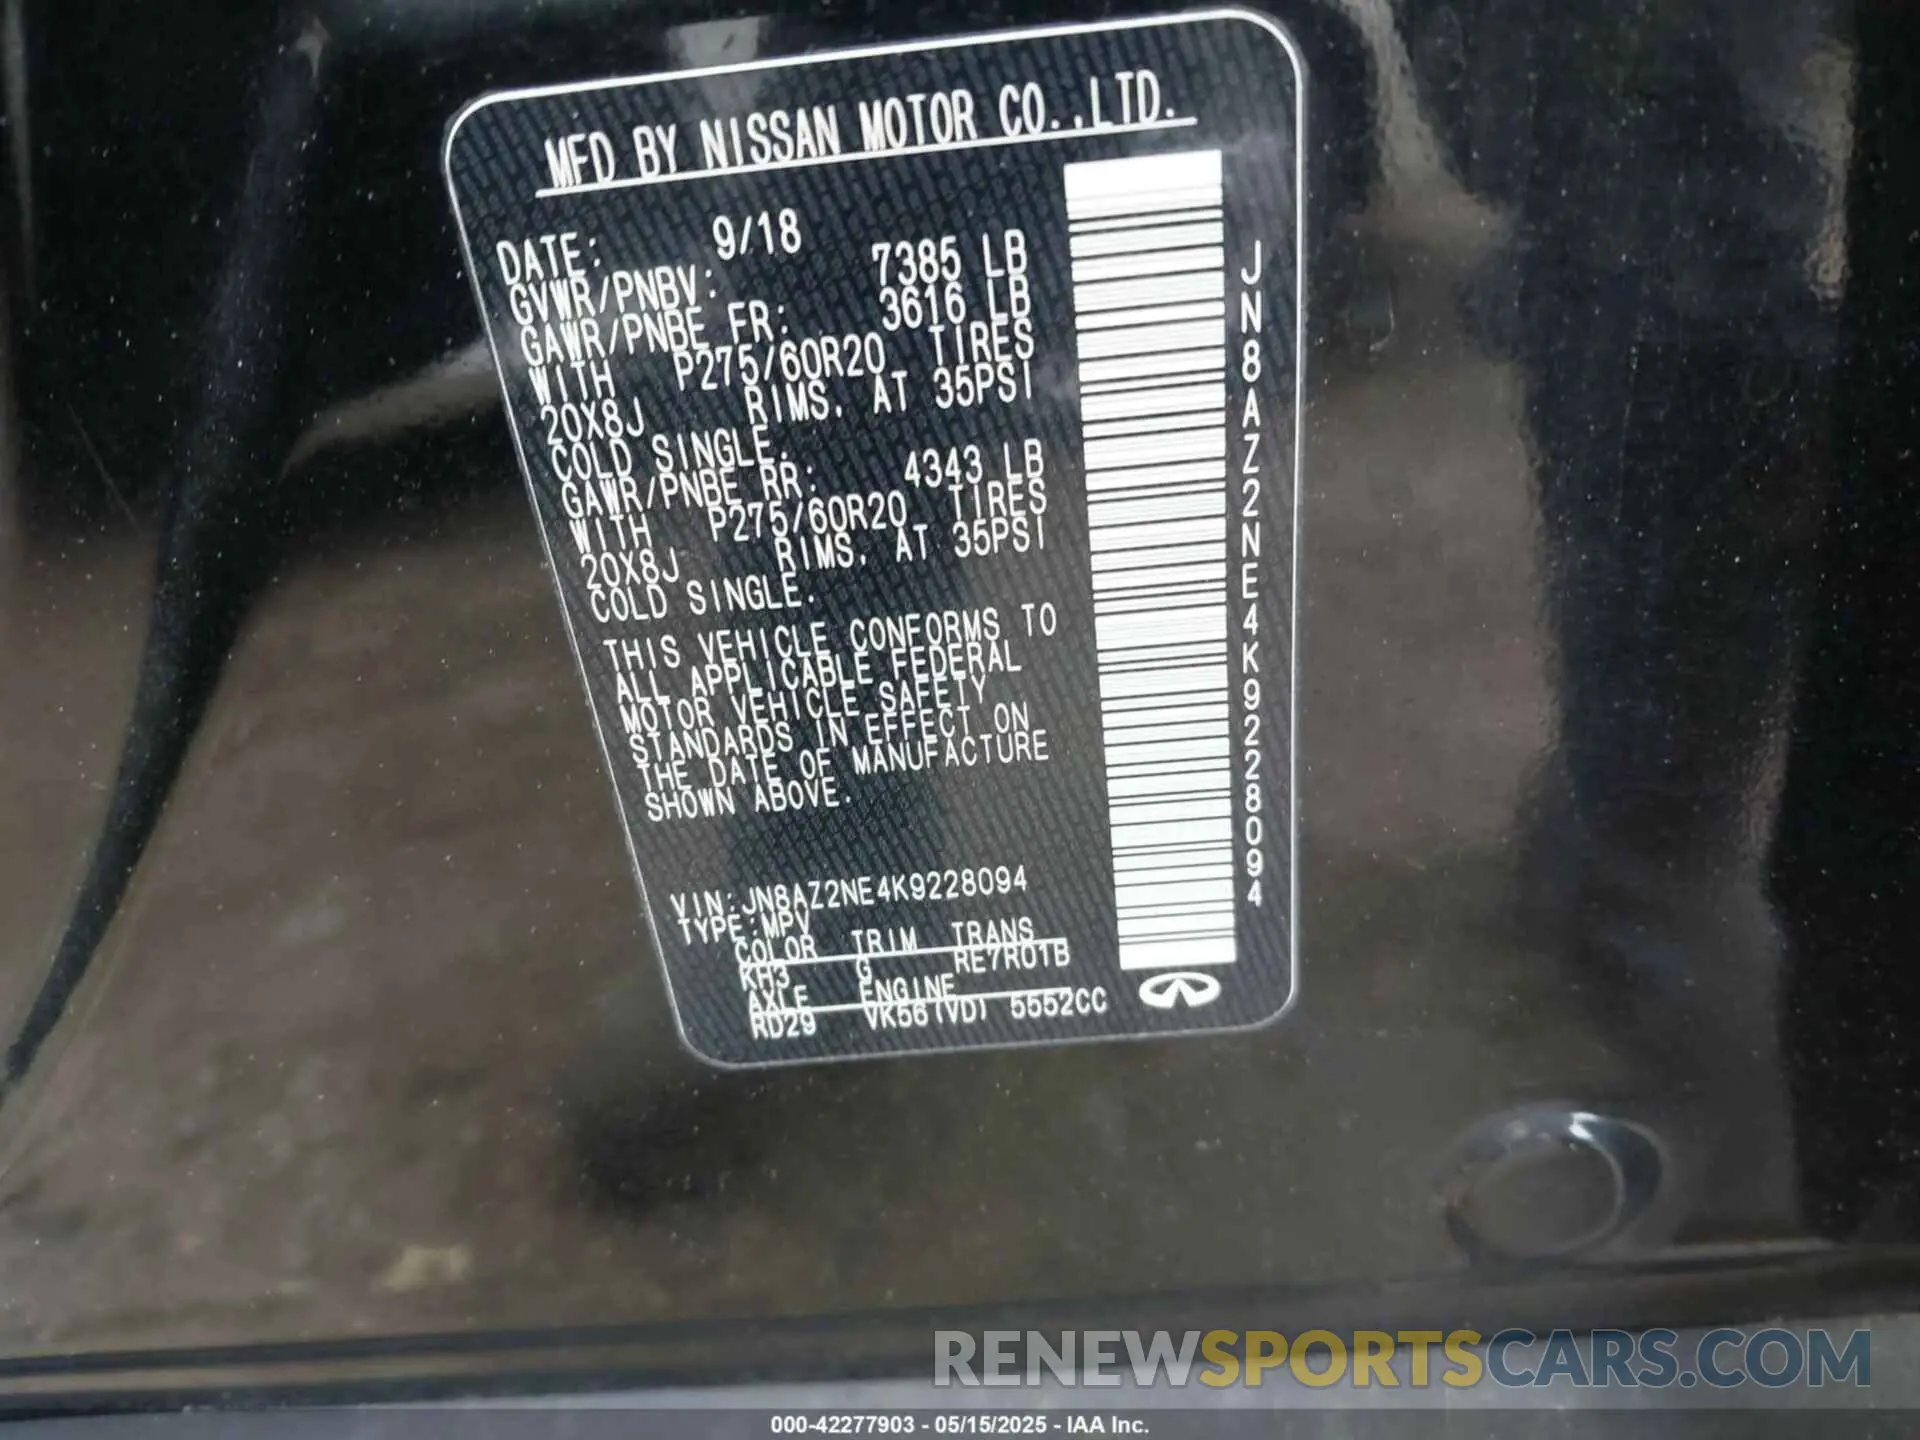 MFD BY NISSAN MOTOR CO.,LTD.
DATE: 9/18
GVWR/PNBV: 7385 LB
GAWR/PNBE FR: 3616 LB
WITH P275/60R20 TIRES
20X8J RIMS, AT 35PSI
COLD SINGLE.
GAWR/PNBE RR: 4343 LB
WITH P275/60R20 TIRES
20X8J RIMS, AT 35PSI
COLD SINGLE.
THIS VEHICLE CONFORMS TO
ALL APPLICABLE FEDERAL
MOTOR VEHICLE SAFETY
STANDARDS IN EFFECT ON
THE DATE OF MANUFACTURE
SHOWN ABOVE.
VIN:JN8AZ2NE4K9228094
TYPE:MPV
COLOR TRIM TRANS
KH3 G RE7R01B
AXLE ENGINE
RD29 VK56(VD) 5552CC
JN8AZ2NE4K9228094
RENEWSPORTSCARS.COM
000-42277903 - 05/15/2025 - IAA Inc.